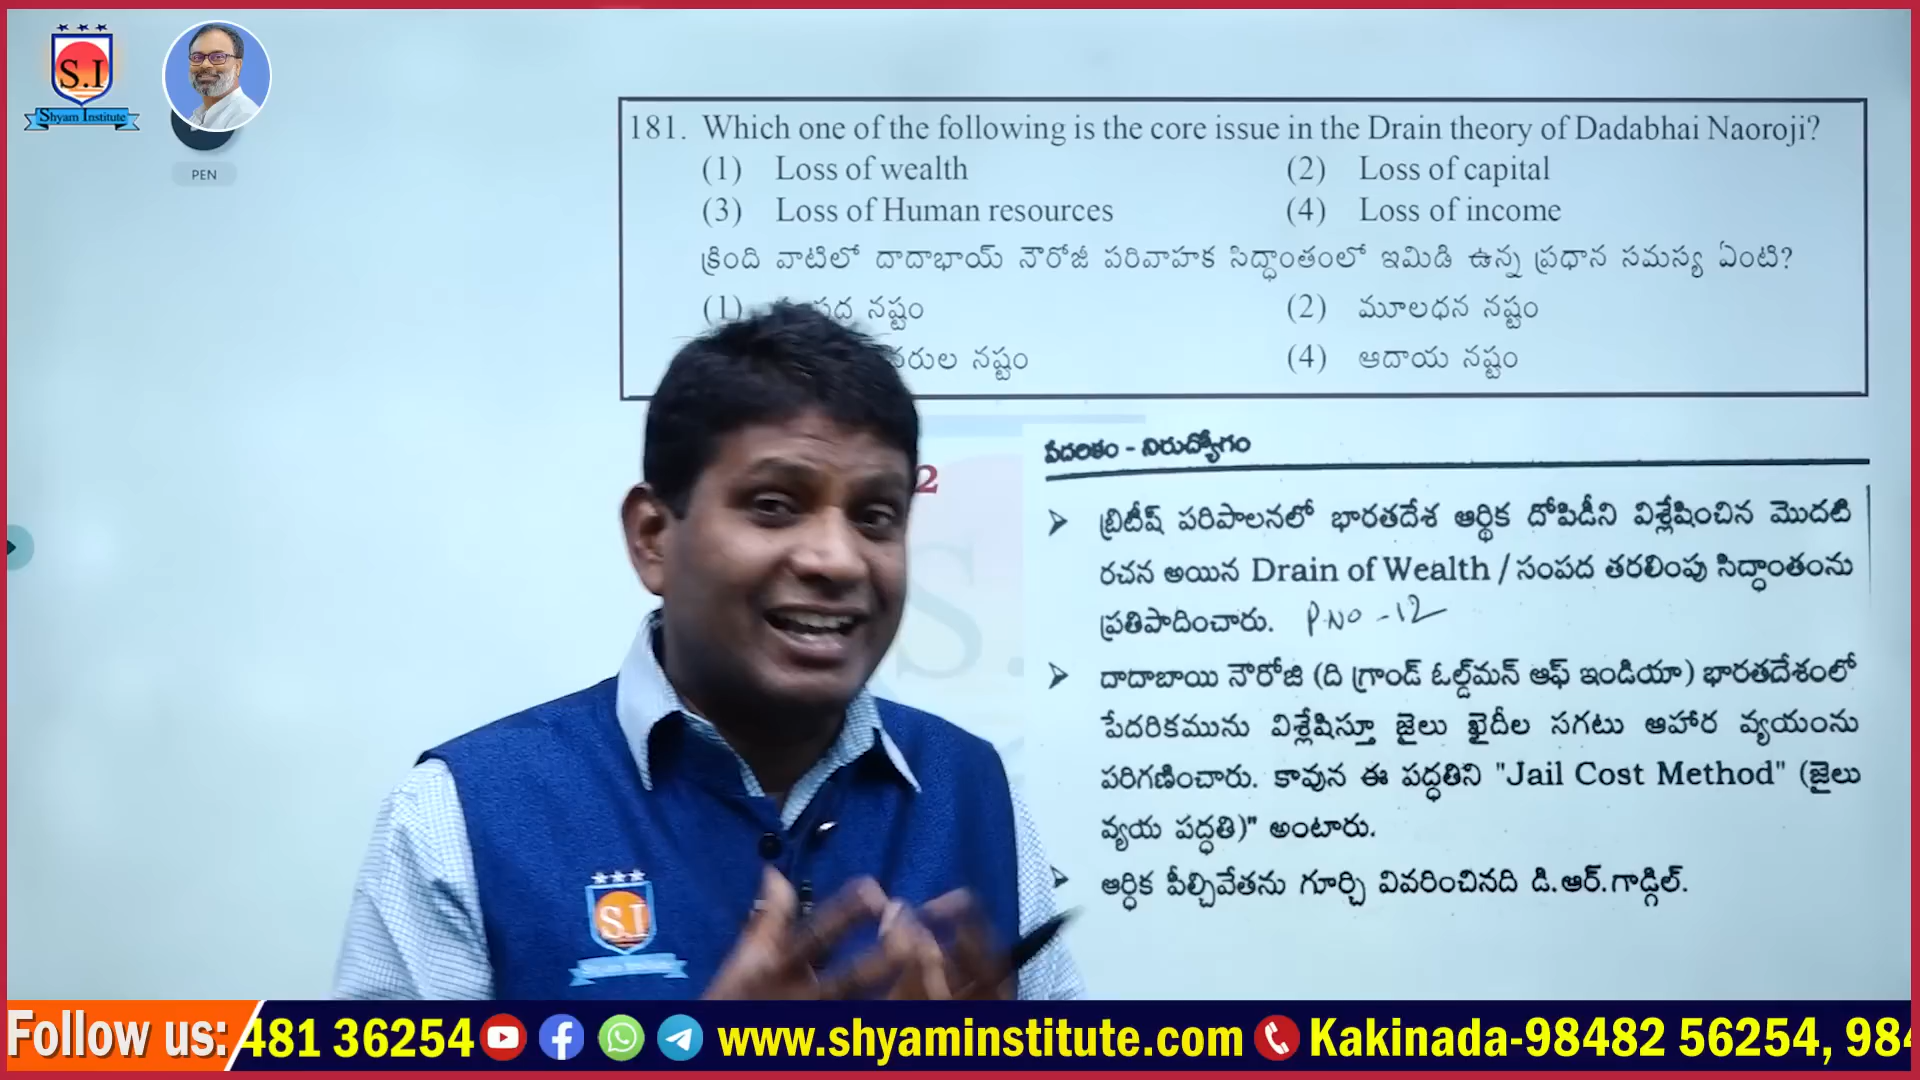 S.I
Shyam Institute
PEN
181. Which one of the following is the core issue in the Drain theory of Dadabhai Naoroji?
(1) Loss of wealth (2) Loss of capital
(3) Loss of Human resources (4) Loss of income
క్రింది వాటిలో దాదాభాయ్ నౌరోజీ పరివాహక సిద్ధాంతంలో ఇమిడి ఉన్న ప్రధాన సమస్య ఏంటి?
(1) నష్టం (2) మూలధన నష్టం
నష్టం (4) ఆదాయ నష్టం
2
పేదరికం - నిరుద్యోగం
➤ బ్రిటీష్ పరిపాలనలో భారతదేశ ఆర్థిక దోపిడీని విశ్లేషించిన మొదటి
రచన అయిన Drain of Wealth / సంపద తరలింపు సిద్ధాంతంను
ప్రతిపాదించారు. P.NO -12
➤ దాదాబాయి నౌరోజి (ది గ్రాండ్ ఓల్డ్‌మన్ ఆఫ్ ఇండియా) భారతదేశంలో
పేదరికమును విశ్లేషిస్తూ జైలు ఖైదీల సగటు ఆహార వ్యయంను
పరిగణించారు. కావున ఈ పద్ధతిని "Jail Cost Method" (జైలు
వ్యయ పద్ధతి)" అంటారు.
➤ ఆర్థిక పీల్చివేతను గూర్చి వివరించినది డి.ఆర్.గాడ్గిల్.
S.I
Shyam Institute
Follow us: 481 36254 www.shyaminstitute.com Kakinada-98482 56254, 984